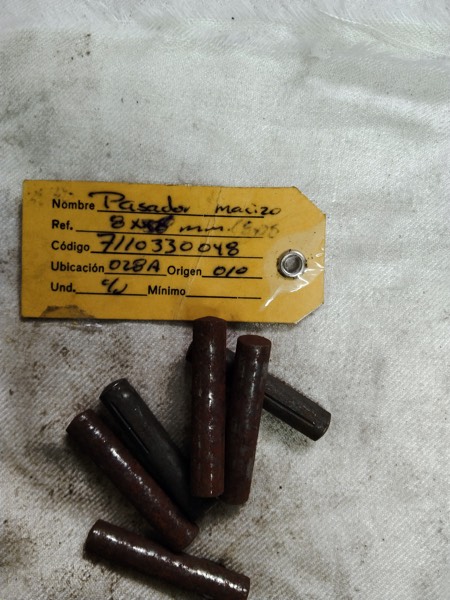 Nombre Pasador macizo
Ref. 8 mm
Código 7110330048
Ubicación 028A Origen 010
Und. c/u Mínimo